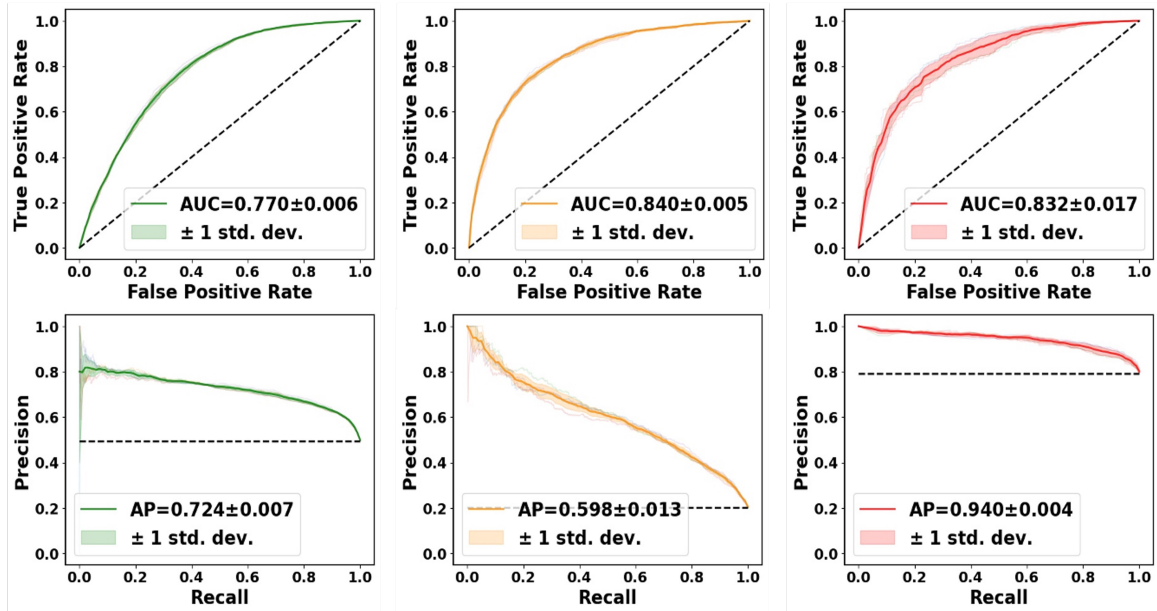 1.0
0.8
0.6
0.4
0.2
0.0
True Positive Rate
AUC=0.770±0.006
± 1 std. dev.
0.0 0.2 0.4 0.6 0.8 1.0
False Positive Rate
1.0
0.8
0.6
0.4
0.2
0.0
True Positive Rate
AUC=0.840±0.005
± 1 std. dev.
0.0 0.2 0.4 0.6 0.8 1.0
False Positive Rate
1.0
0.8
0.6
0.4
0.2
0.0
True Positive Rate
AUC=0.832±0.017
± 1 std. dev.
0.0 0.2 0.4 0.6 0.8 1.0
False Positive Rate
1.0
0.8
0.6
0.4
0.2
0.0
Precision
AP=0.724±0.007
± 1 std. dev.
0.0 0.2 0.4 0.6 0.8 1.0
Recall
1.0
0.8
0.6
0.4
0.2
0.0
Precision
AP=0.598±0.013
± 1 std. dev.
0.0 0.2 0.4 0.6 0.8 1.0
Recall
1.0
0.8
0.6
0.4
0.2
0.0
Precision
AP=0.940±0.004
± 1 std. dev.
0.0 0.2 0.4 0.6 0.8 1.0
Recall